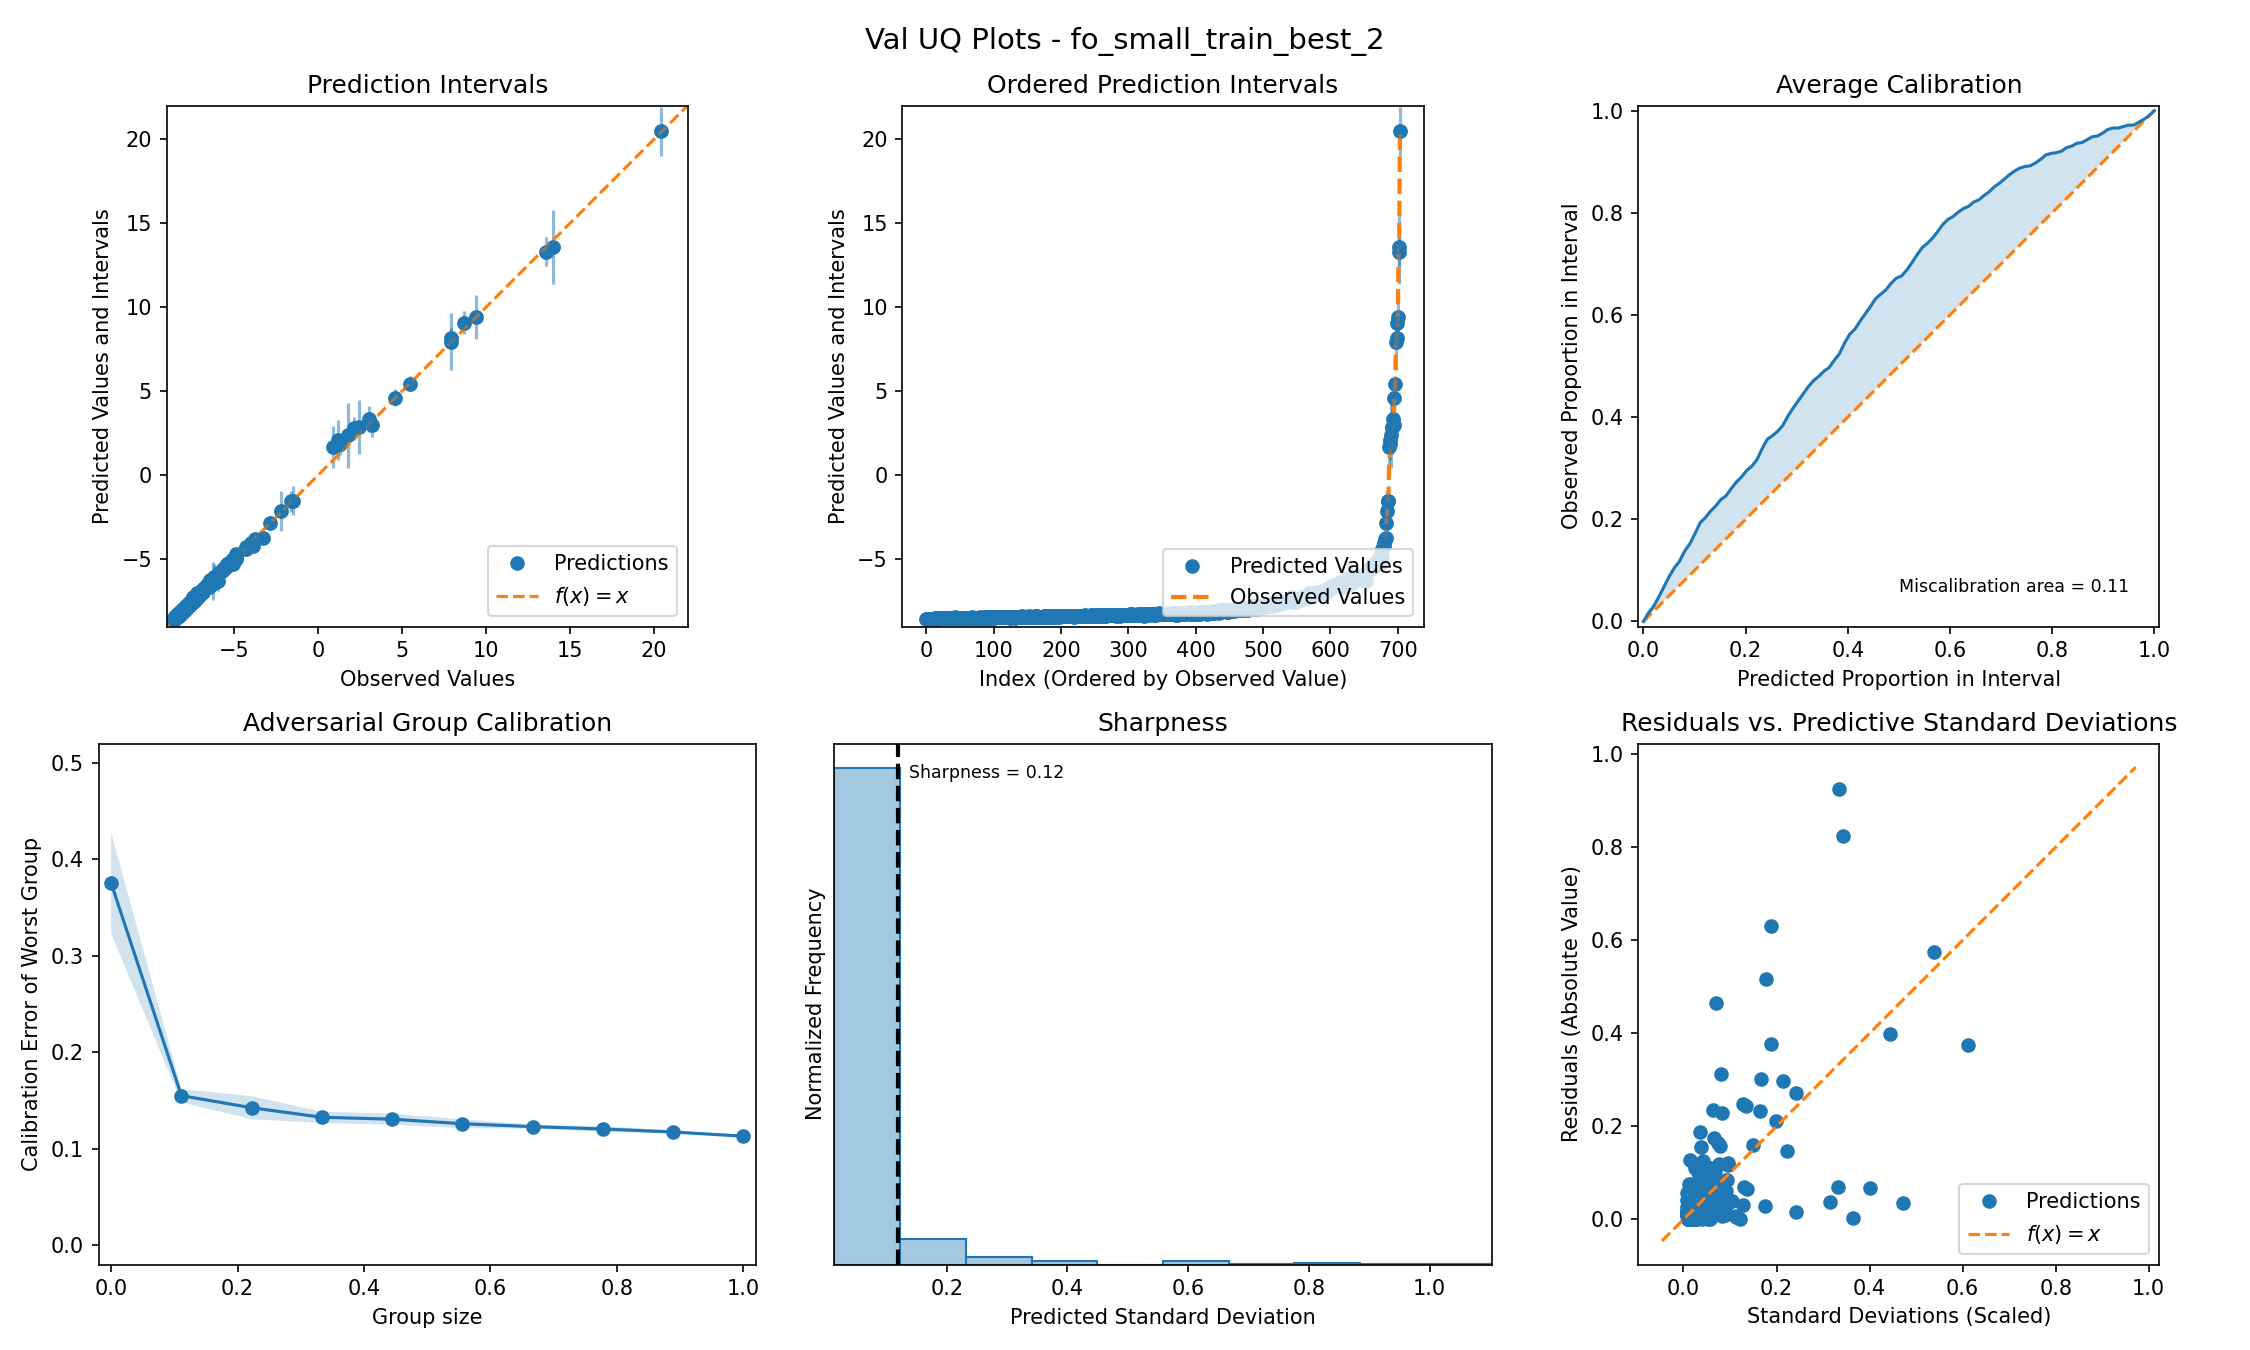 Val UQ Plots - fo_small_train_best_2
Prediction Intervals
Predicted Values and Intervals
20
15
10
5
0
−5
−5 0 5 10 15 20
Observed Values
Predictions
f(x) = x
Ordered Prediction Intervals
Predicted Values and Intervals
20
15
10
5
0
−5
0 100 200 300 400 500 600 700
Index (Ordered by Observed Value)
Predicted Values
Observed Values
Average Calibration
Observed Proportion in Interval
1.0
0.8
0.6
0.4
0.2
0.0
0.0 0.2 0.4 0.6 0.8 1.0
Predicted Proportion in Interval
Miscalibration area = 0.11
Adversarial Group Calibration
Calibration Error of Worst Group
0.5
0.4
0.3
0.2
0.1
0.0
0.0 0.2 0.4 0.6 0.8 1.0
Group size
Sharpness
Normalized Frequency
Sharpness = 0.12
0.2 0.4 0.6 0.8 1.0
Predicted Standard Deviation
Residuals vs. Predictive Standard Deviations
Residuals (Absolute Value)
1.0
0.8
0.6
0.4
0.2
0.0
0.0 0.2 0.4 0.6 0.8 1.0
Standard Deviations (Scaled)
Predictions
f(x) = x